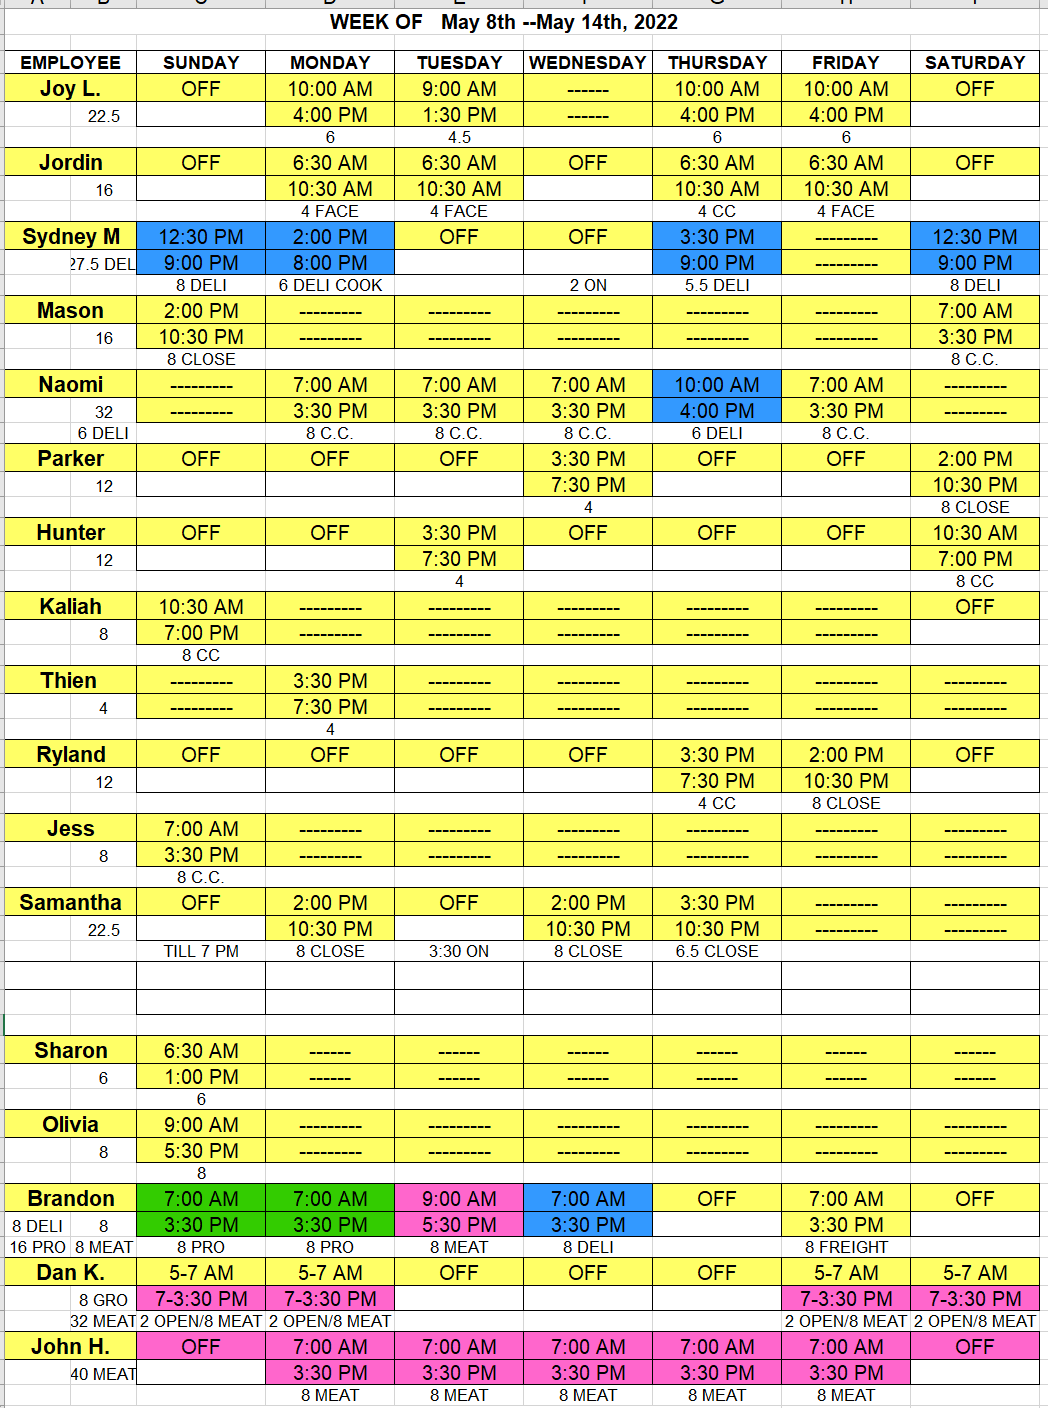 WEEK OF May 8th --May 14th, 2022
EMPLOYEE SUNDAY MONDAY TUESDAY WEDNESDAY THURSDAY FRIDAY SATURDAY
Joy L. OFF 10:00 AM 9:00 AM ------ 10:00 AM 10:00 AM OFF
22.5 4:00 PM 1:30 PM ------ 4:00 PM 4:00 PM
6 4.5 6 6
Jordin OFF 6:30 AM 6:30 AM OFF 6:30 AM 6:30 AM OFF
16 10:30 AM 10:30 AM 10:30 AM 10:30 AM
4 FACE 4 FACE 4 CC 4 FACE
Sydney M 12:30 PM 2:00 PM OFF OFF 3:30 PM --------- 12:30 PM
27.5 DEL 9:00 PM 8:00 PM 9:00 PM --------- 9:00 PM
8 DELI 6 DELI COOK 2 ON 5.5 DELI 8 DELI
Mason 2:00 PM --------- --------- --------- --------- --------- 7:00 AM
16 10:30 PM --------- --------- --------- --------- --------- 3:30 PM
8 CLOSE 8 C.C.
Naomi --------- 7:00 AM 7:00 AM 7:00 AM 10:00 AM 7:00 AM ---------
32 --------- 3:30 PM 3:30 PM 3:30 PM 4:00 PM 3:30 PM ---------
6 DELI 8 C.C. 8 C.C. 8 C.C. 6 DELI 8 C.C.
Parker OFF OFF OFF 3:30 PM OFF OFF 2:00 PM
12 7:30 PM 10:30 PM
4 8 CLOSE
Hunter OFF OFF 3:30 PM OFF OFF OFF 10:30 AM
12 7:30 PM 7:00 PM
4 8 CC
Kaliah 10:30 AM --------- --------- --------- --------- --------- OFF
8 7:00 PM --------- --------- --------- --------- ---------
8 CC
Thien --------- 3:30 PM --------- --------- --------- --------- ---------
4 --------- 7:30 PM --------- --------- --------- --------- ---------
4
Ryland OFF OFF OFF OFF 3:30 PM 2:00 PM OFF
12 7:30 PM 10:30 PM
4 CC 8 CLOSE
Jess 7:00 AM --------- --------- --------- --------- --------- ---------
8 3:30 PM --------- --------- --------- --------- --------- ---------
8 C.C.
Samantha OFF 2:00 PM OFF 2:00 PM 3:30 PM --------- ---------
22.5 10:30 PM 10:30 PM 10:30 PM --------- ---------
TILL 7 PM 8 CLOSE 3:30 ON 8 CLOSE 6.5 CLOSE
Sharon 6:30 AM ------ ------ ------ ------ ------ ------
6 1:00 PM ------ ------ ------ ------ ------ ------
6
Olivia 9:00 AM --------- --------- --------- --------- --------- ---------
8 5:30 PM --------- --------- --------- --------- --------- ---------
8
Brandon 7:00 AM 7:00 AM 9:00 AM 7:00 AM OFF 7:00 AM OFF
8 DELI 8 3:30 PM 3:30 PM 5:30 PM 3:30 PM 3:30 PM
16 PRO 8 MEAT 8 PRO 8 PRO 8 MEAT 8 DELI 8 FREIGHT
Dan K. 5-7 AM 5-7 AM OFF OFF OFF 5-7 AM 5-7 AM
8 GRO 7-3:30 PM 7-3:30 PM 7-3:30 PM 7-3:30 PM
32 MEAT 2 OPEN/8 MEAT 2 OPEN/8 MEAT 2 OPEN/8 MEAT 2 OPEN/8 MEAT
John H. OFF 7:00 AM 7:00 AM 7:00 AM 7:00 AM 7:00 AM OFF
40 MEAT 3:30 PM 3:30 PM 3:30 PM 3:30 PM 3:30 PM
8 MEAT 8 MEAT 8 MEAT 8 MEAT 8 MEAT